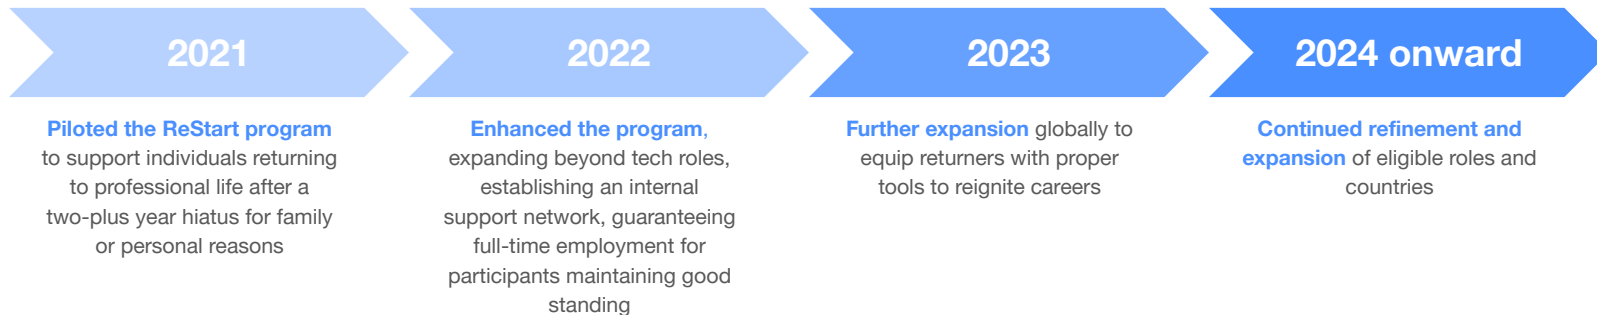 2021
Piloted the ReStart program
to support individuals returning
to professional life after a
two-plus year hiatus for family
or personal reasons
2022
Enhanced the program,
expanding beyond tech roles,
establishing an internal
support network, guaranteeing
full-time employment for
participants maintaining good
standing
2023
Further expansion globally to
equip returners with proper
tools to reignite careers
2024 onward
Continued refinement and
expansion of eligible roles and
countries